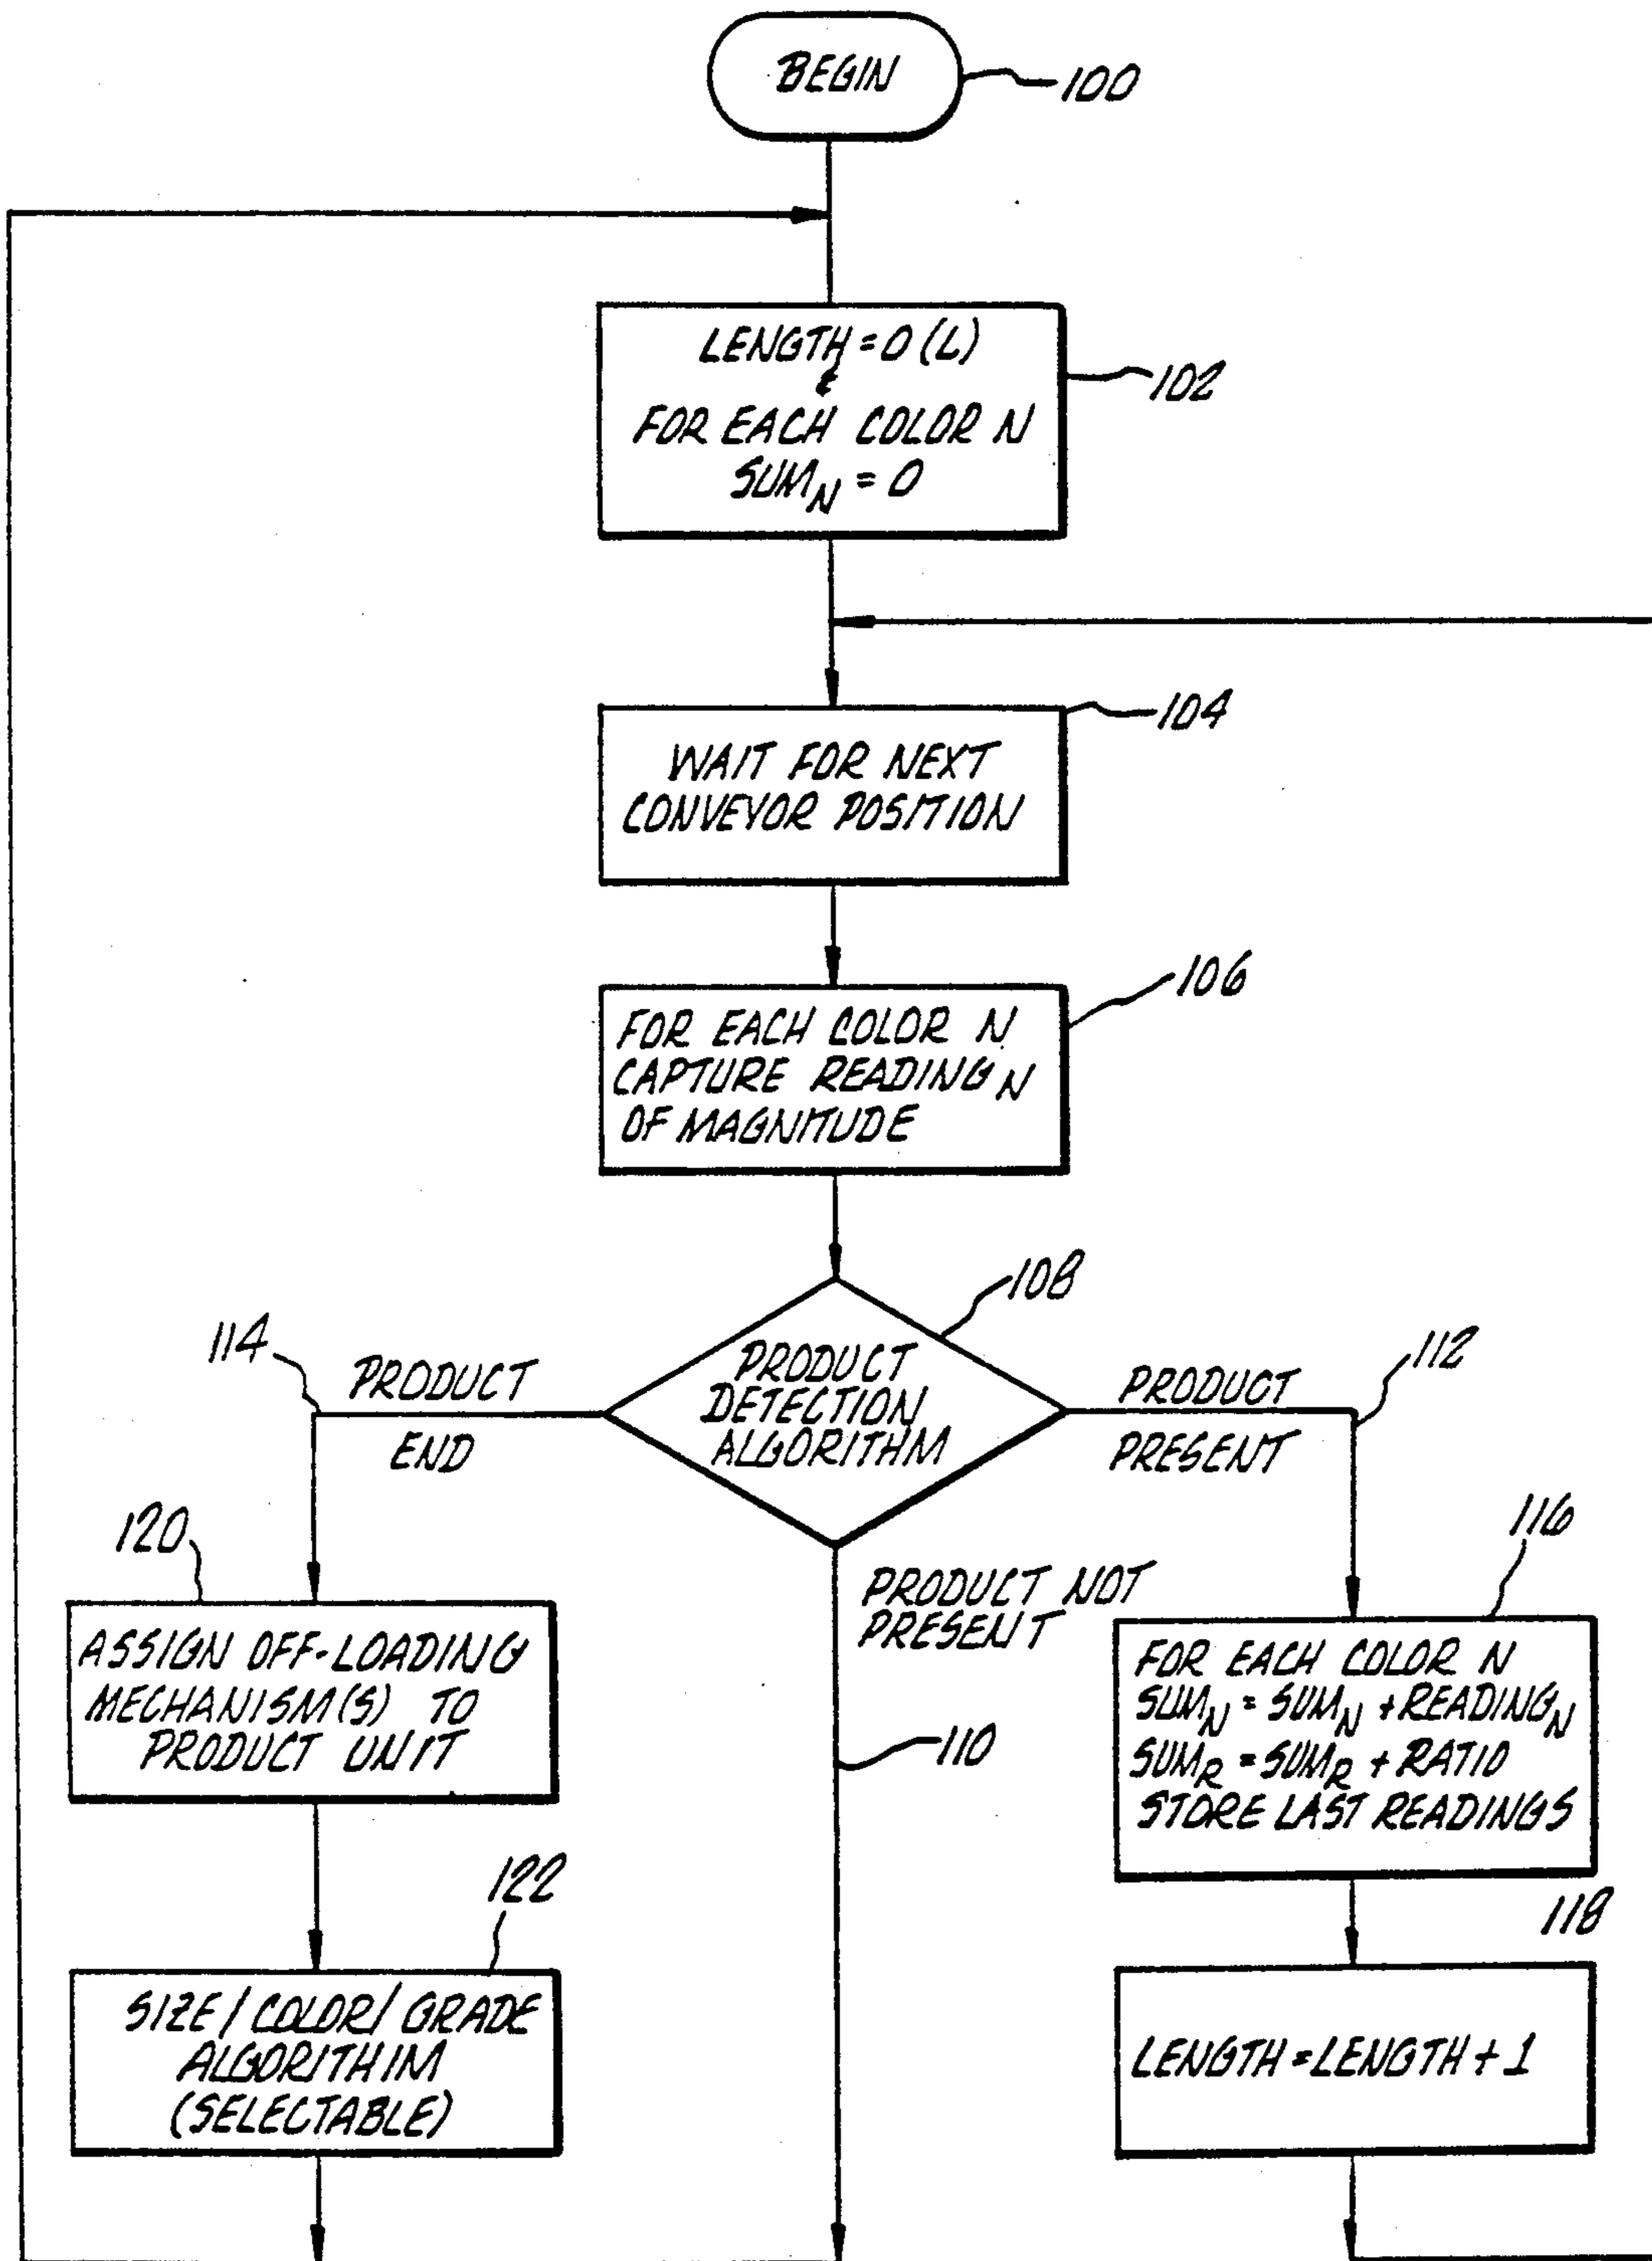 BEGIN
100
LENGTH = 0 (L)
&
FOR EACH COLOR N
SUM_N = 0
102
104
WAIT FOR NEXT
CONVEYOR POSITION
106
FOR EACH COLOR N
CAPTURE READING_N
OF MAGNITUDE
108
PRODUCT
DETECTION
ALGORITHM
114
PRODUCT
END
112
PRODUCT
PRESENT
PRODUCT NOT
PRESENT
110
120
ASSIGN OFF-LOADING
MECHANISM(S) TO
PRODUCT UNIT
116
FOR EACH COLOR N
SUM_N = SUM_N + READING_N
SUM_R = SUM_R + RATIO
STORE LAST READINGS
122
SIZE / COLOR / GRADE
ALGORITHIM
(SELECTABLE)
118
LENGTH = LENGTH + 1